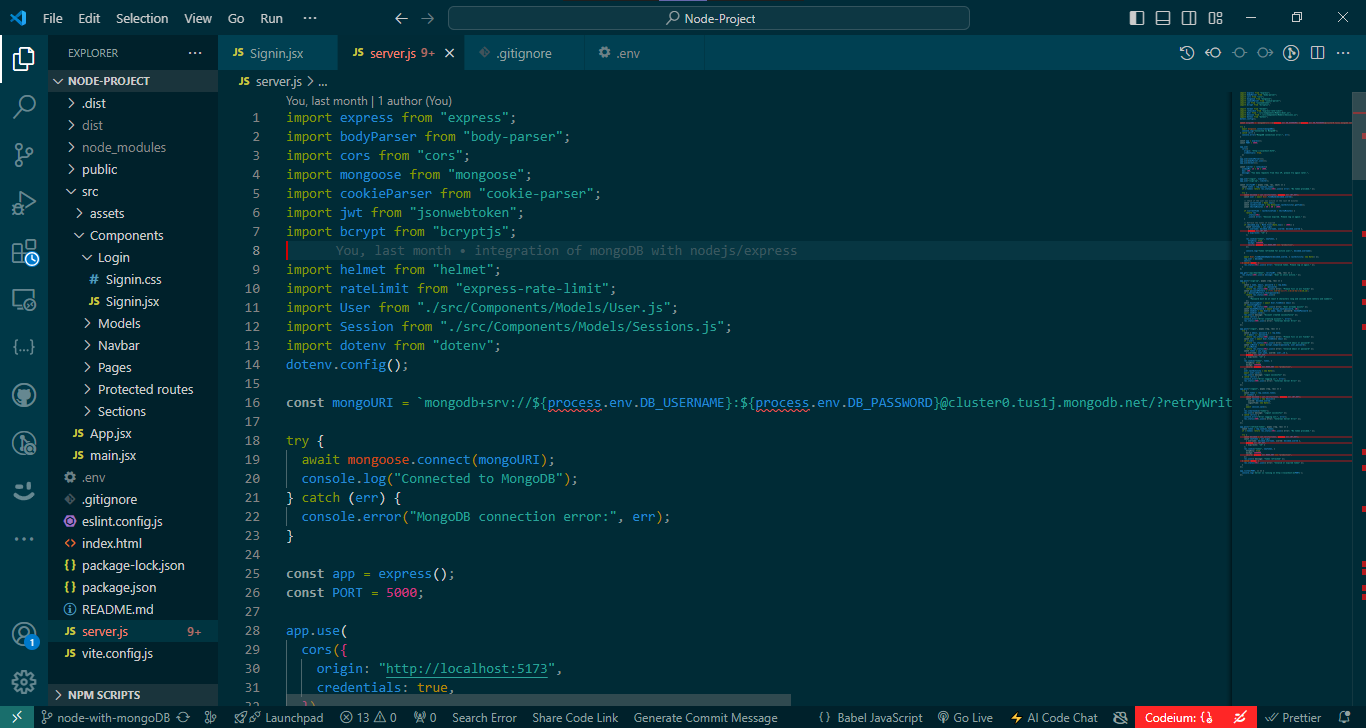 File Edit Selection View Go Run ···
Node-Project
EXPLORER ···
NODE-PROJECT
.dist
dist
node_modules
public
src
assets
Components
Login
# Signin.css
JS Signin.jsx
Models
Navbar
Pages
Protected routes
Sections
JS App.jsx
JS main.jsx
.env
.gitignore
eslint.config.js
<> index.html
{} package-lock.json
{} package.json
README.md
JS server.js 9+
JS vite.config.js
NPM SCRIPTS
1
JS Signin.jsx
JS server.js 9+
.gitignore
.env
JS server.js > ...
You, last month | 1 author (You)
1 import express from "express";
2 import bodyParser from "body-parser";
3 import cors from "cors";
4 import mongoose from "mongoose";
5 import cookieParser from "cookie-parser";
6 import jwt from "jsonwebtoken";
7 import bcrypt from "bcryptjs";
8 You, last month • integration of mongoDB with nodejs/express
9 import helmet from "helmet";
10 import rateLimit from "express-rate-limit";
11 import User from "./src/Components/Models/User.js";
12 import Session from "./src/Components/Models/Sessions.js";
13 import dotenv from "dotenv";
14 dotenv.config();
15
16 const mongoURI = `mongodb+srv://${process.env.DB_USERNAME}:${process.env.DB_PASSWORD}@cluster0.tus1j.mongodb.net/?retryWrit
17
18 try {
19 await mongoose.connect(mongoURI);
20 console.log("Connected to MongoDB");
21 } catch (err) {
22 console.error("MongoDB connection error:", err);
23 }
24
25 const app = express();
26 const PORT = 5000;
27
28 app.use(
29 cors({
30 origin: "http://localhost:5173",
31 credentials: true,
32 })
node-with-mongoDB Launchpad 13 0 0 Search Error Share Code Link Generate Commit Message {} Babel JavaScript Go Live AI Code Chat Codeium: {} Prettier